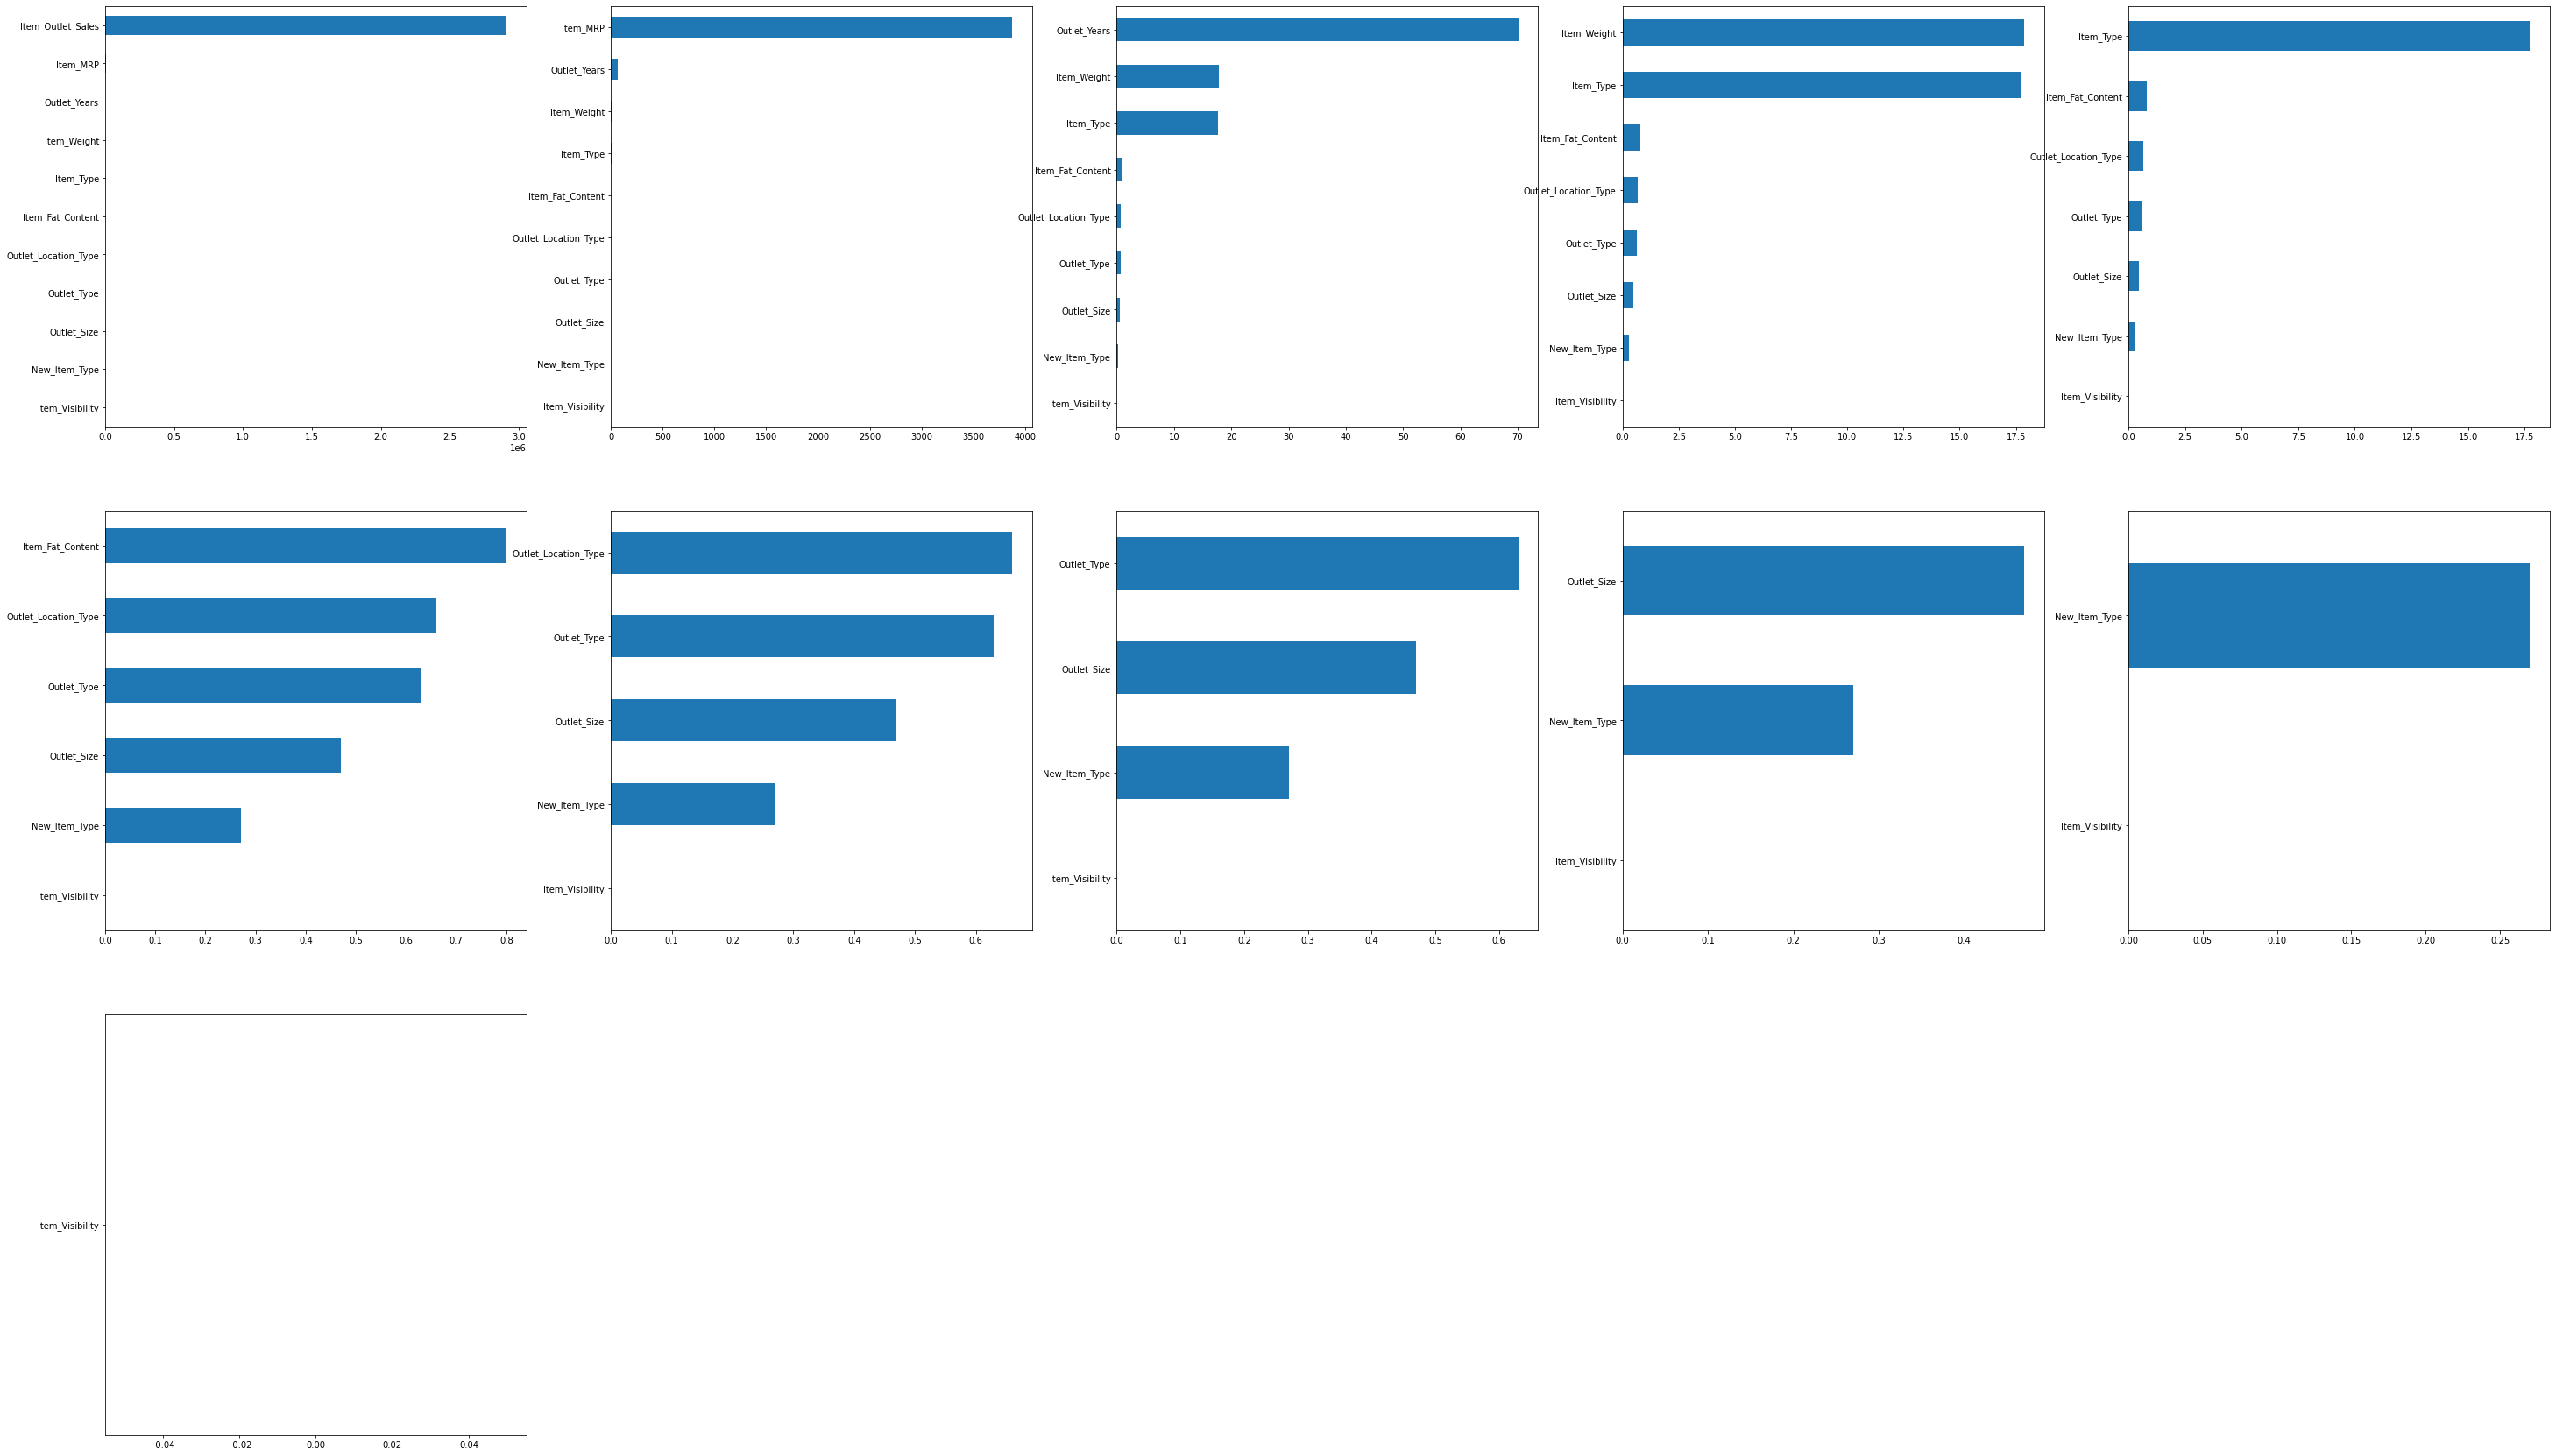 Item_Outlet_Sales
Item_MRP
Outlet_Years
Item_Weight
Item_Type
Item_Fat_Content
Outlet_Location_Type
Outlet_Type
Outlet_Size
New_Item_Type
Item_Visibility
0.0 0.5 1.0 1.5 2.0 2.5 3.0
1e6
Item_MRP
Outlet_Years
Item_Weight
Item_Type
Item_Fat_Content
Outlet_Location_Type
Outlet_Type
Outlet_Size
New_Item_Type
Item_Visibility
0 500 1000 1500 2000 2500 3000 3500 4000
Outlet_Years
Item_Weight
Item_Type
Item_Fat_Content
Outlet_Location_Type
Outlet_Type
Outlet_Size
New_Item_Type
Item_Visibility
0 10 20 30 40 50 60 70
Item_Weight
Item_Type
Item_Fat_Content
Outlet_Location_Type
Outlet_Type
Outlet_Size
New_Item_Type
Item_Visibility
0.0 2.5 5.0 7.5 10.0 12.5 15.0 17.5
Item_Type
Item_Fat_Content
Outlet_Location_Type
Outlet_Type
Outlet_Size
New_Item_Type
Item_Visibility
0.0 2.5 5.0 7.5 10.0 12.5 15.0 17.5
Item_Fat_Content
Outlet_Location_Type
Outlet_Type
Outlet_Size
New_Item_Type
Item_Visibility
0.0 0.1 0.2 0.3 0.4 0.5 0.6 0.7 0.8
Outlet_Location_Type
Outlet_Type
Outlet_Size
New_Item_Type
Item_Visibility
0.0 0.1 0.2 0.3 0.4 0.5 0.6
Outlet_Type
Outlet_Size
New_Item_Type
Item_Visibility
0.0 0.1 0.2 0.3 0.4 0.5 0.6
Outlet_Size
New_Item_Type
Item_Visibility
0.0 0.1 0.2 0.3 0.4
New_Item_Type
Item_Visibility
0.00 0.05 0.10 0.15 0.20 0.25
Item_Visibility
−0.04 −0.02 0.00 0.02 0.04